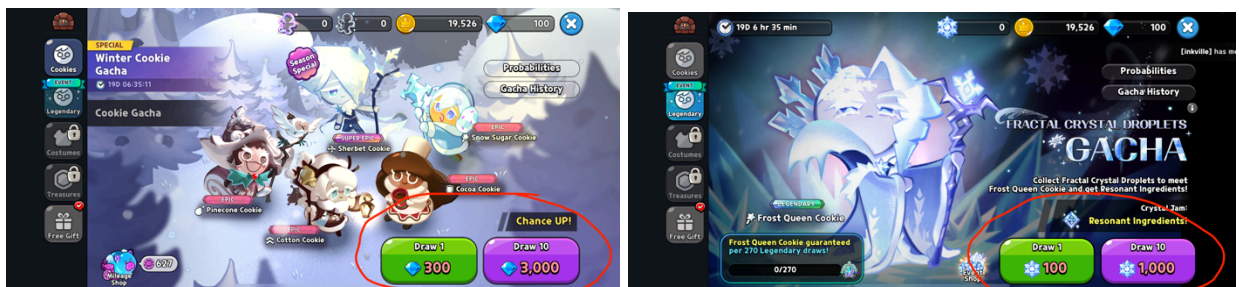 0
0
19,526
100
Cookies
EVENT
Legendary
Costumes
Treasures
Free Gift
SPECIAL
Winter Cookie
Gacha
19D 06:35:11
Cookie Gacha
Season
Special
Probabilities
Gacha History
SUPER EPIC
Sherbet Cookie
EPIC
Snow Sugar Cookie
EPIC
Pinecone Cookie
EPIC
Cocoa Cookie
EPIC
Cotton Cookie
Chance UP!
Draw 1
300
Draw 10
3,000
627
Mileage
Shop
19D 6 hr 35 min
0
19,526
100
[inkville] has me
Cookies
EVENT
Legendary
Costumes
Treasures
Free Gift
Probabilities
Gacha History
FRACTAL CRYSTAL DROPLETS
GACHA
Collect Fractal Crystal Droplets to meet
Frost Queen Cookie and get Resonant Ingredients!
Crystal Jam:
Resonant Ingredients!
LEGENDARY
Frost Queen Cookie
Frost Queen Cookie guaranteed
per 270 Legendary draws!
0/270
Event
Shop
Draw 1
100
Draw 10
1,000